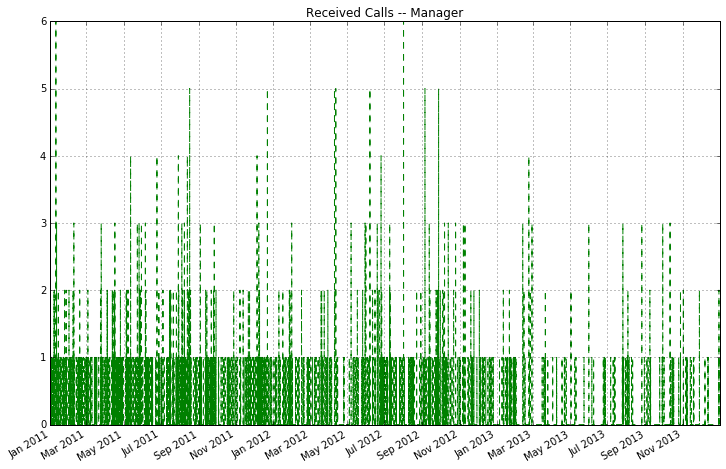 Received Calls -- Manager
6
5
4
3
2
1
0
Jan 2011
Mar 2011
May 2011
Jul 2011
Sep 2011
Nov 2011
Jan 2012
Mar 2012
May 2012
Jul 2012
Sep 2012
Nov 2012
Jan 2013
Mar 2013
May 2013
Jul 2013
Sep 2013
Nov 2013